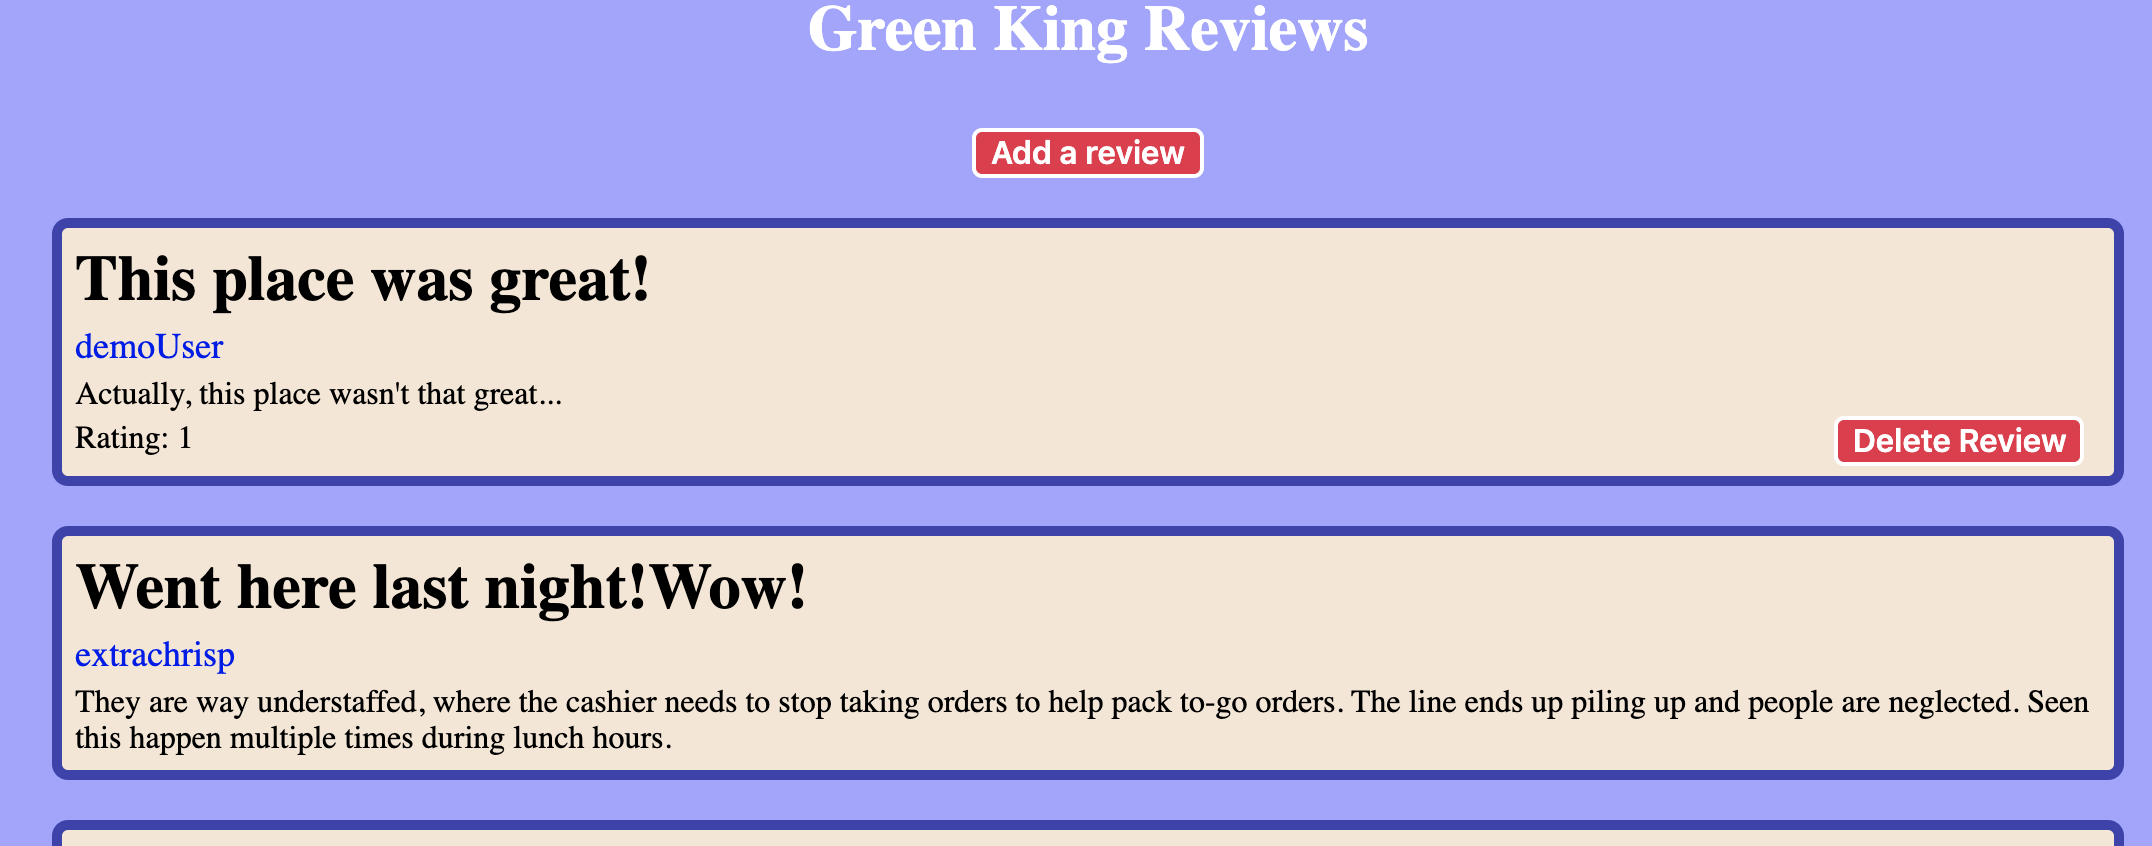 Green King Reviews
Add a review
This place was great!
demoUser
Actually, this place wasn't that great...
Rating: 1
Delete Review
Went here last night!Wow!
extrachrisp
They are way understaffed, where the cashier needs to stop taking orders to help pack to-go orders. The line ends up piling up and people are neglected. Seen
this happen multiple times during lunch hours.